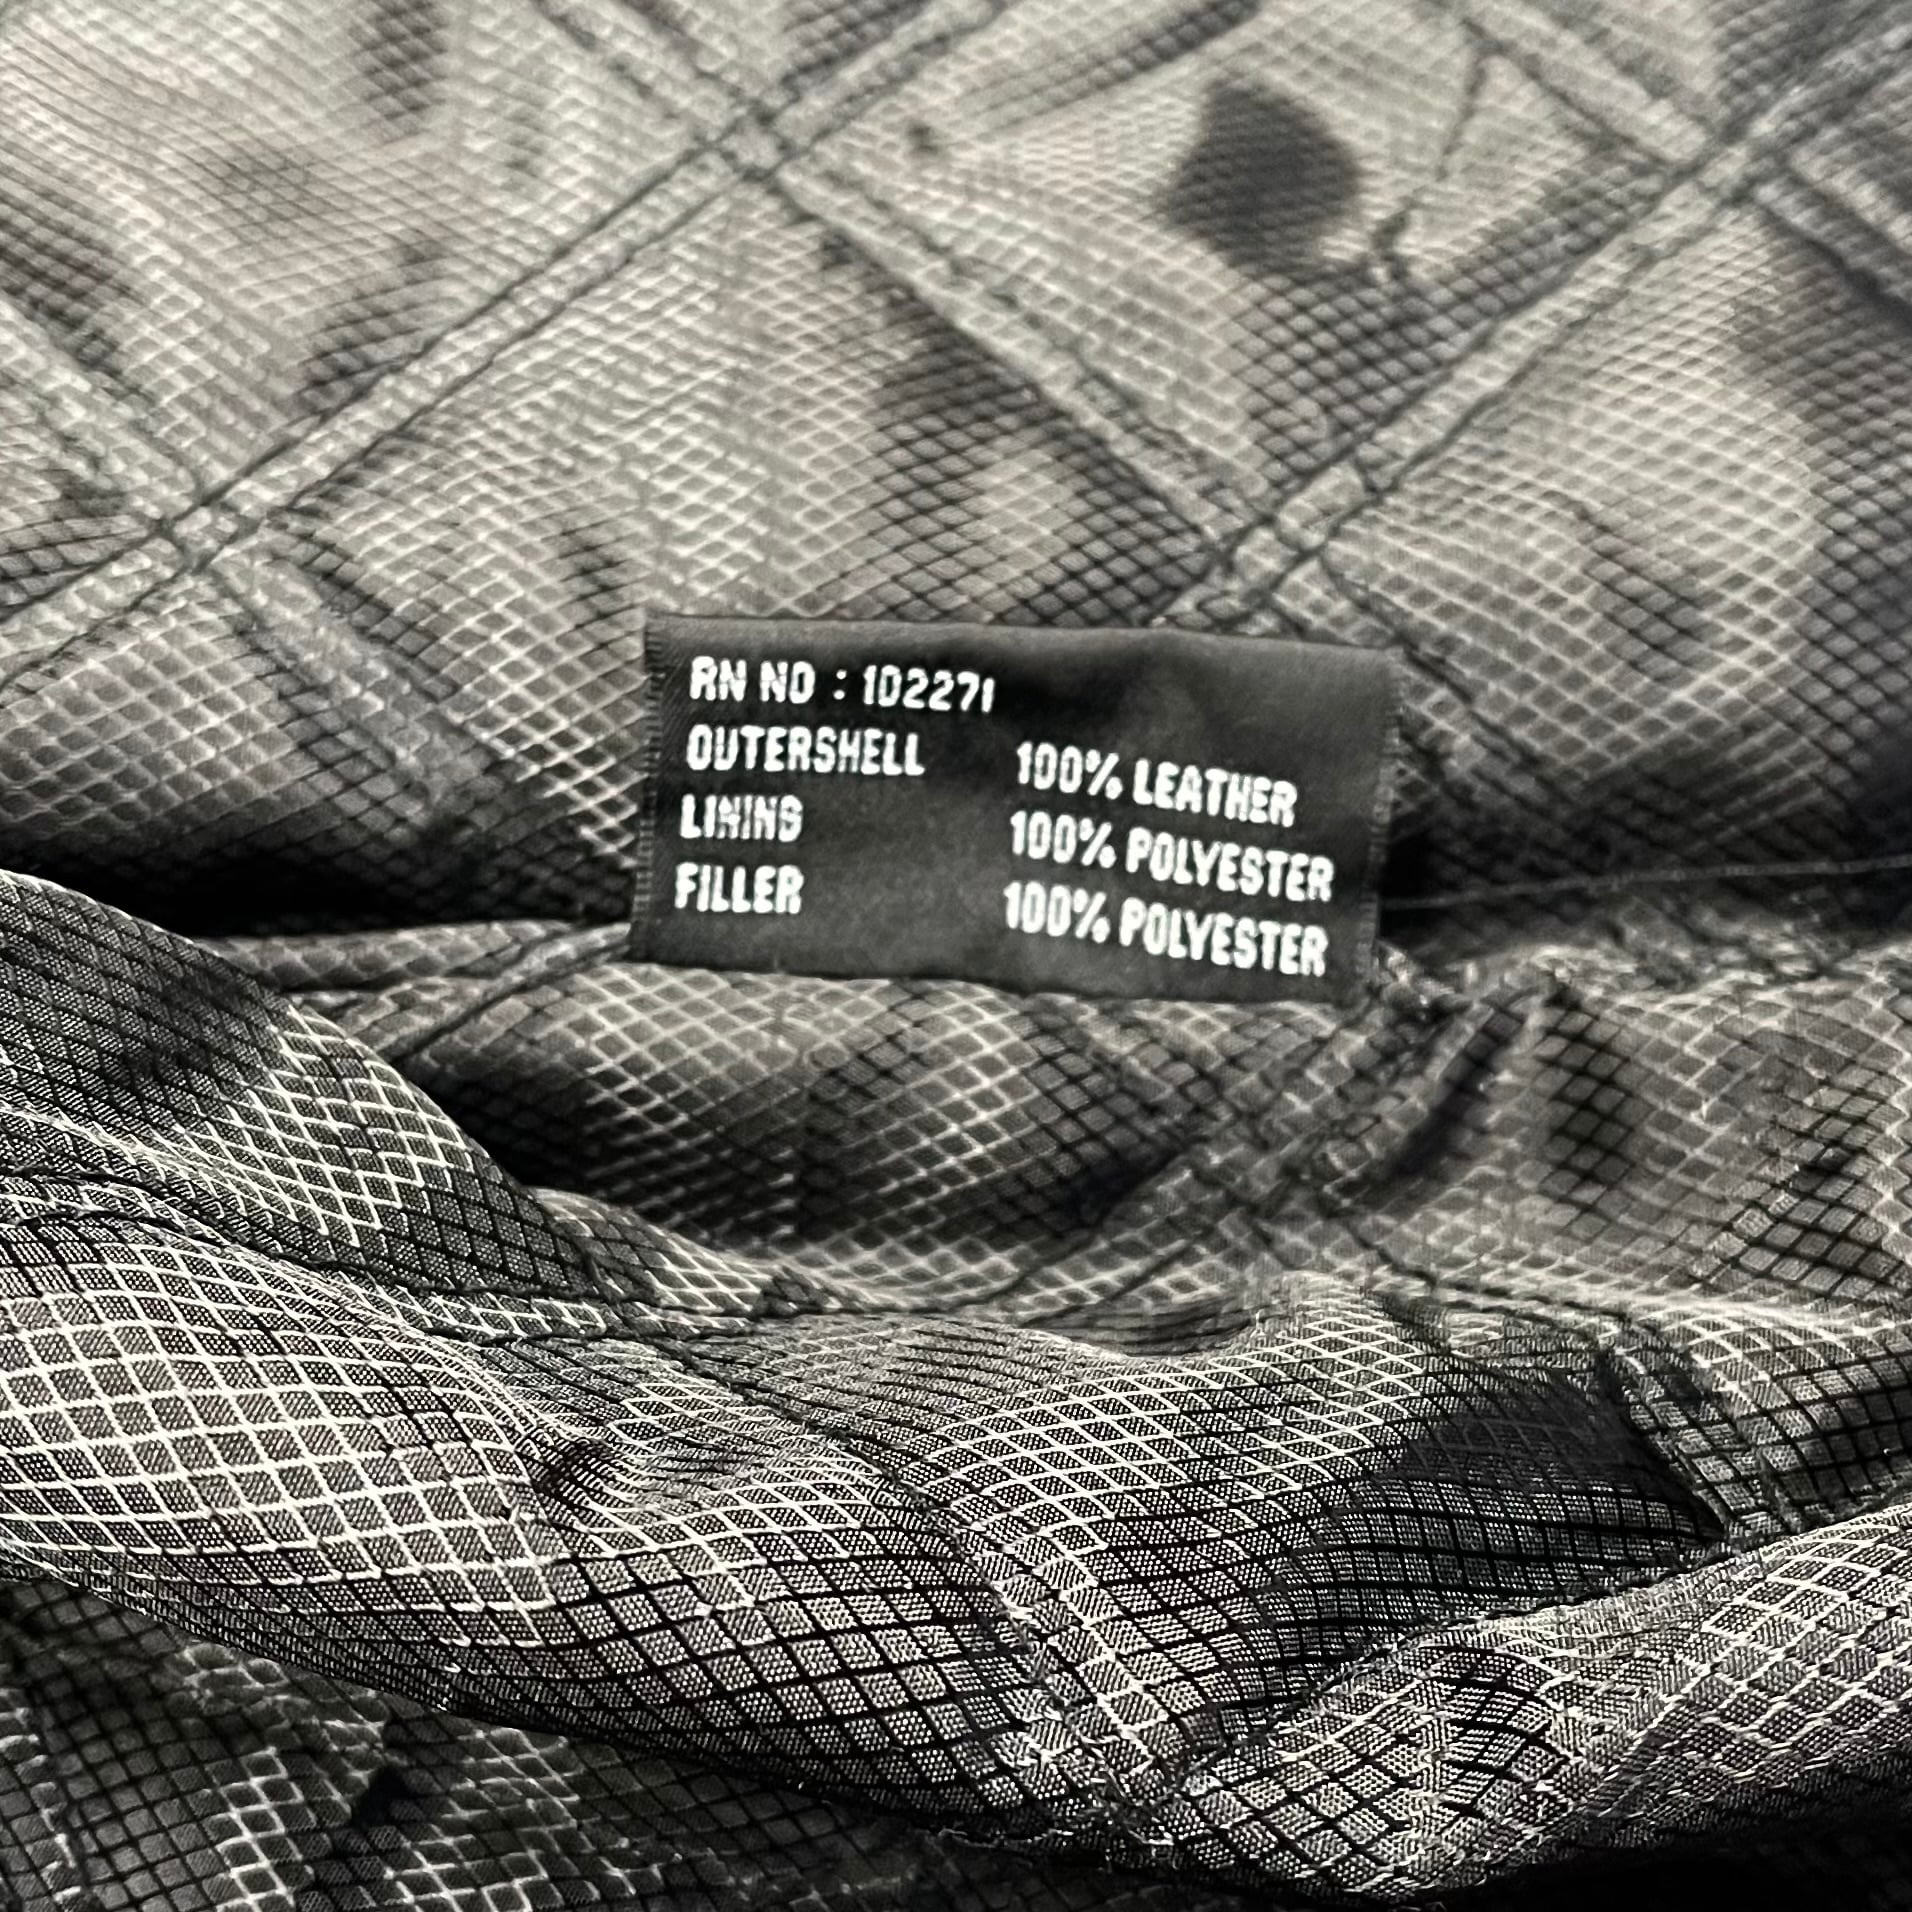 RN NO : 102271
OUTERSHELL 100% LEATHER
LINING 100% POLYESTER
FILLER 100% POLYESTER